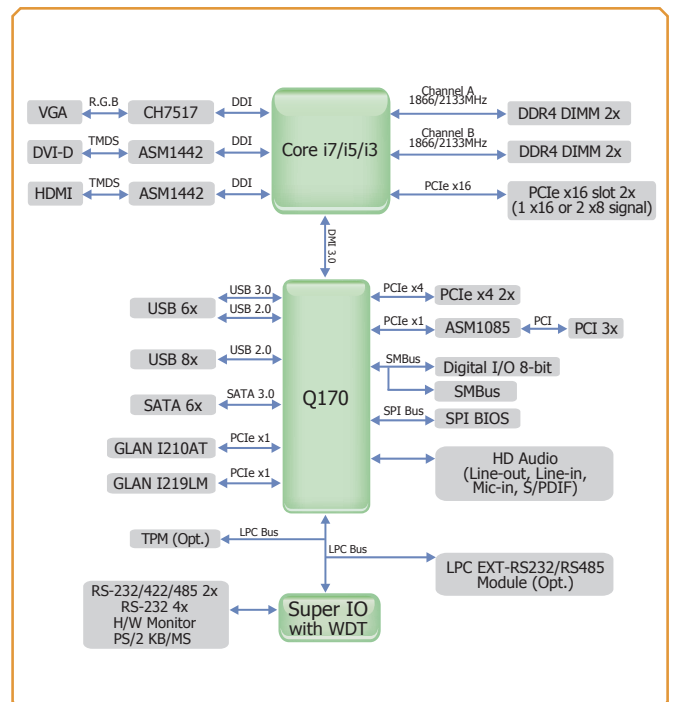 R.G.B
VGA
CH7517
DDI
Core i7/i5/i3
Channel A
1866/2133MHz
DDR4 DIMM 2x
TMDS
DVI-D
ASM1442
DDI
Channel B
1866/2133MHz
DDR4 DIMM 2x
TMDS
HDMI
ASM1442
DDI
PCIe x16
PCIe x16 slot 2x
(1 x16 or 2 x8 signal)
DMI 3.0
Q170
USB 6x
USB 3.0
USB 2.0
PCIe x4
PCIe x4 2x
PCIe x1
ASM1085
PCI
PCI 3x
USB 8x
USB 2.0
SMBus
Digital I/O 8-bit
SMBus
SATA 6x
SATA 3.0
SPI Bus
SPI BIOS
GLAN I210AT
PCIe x1
GLAN I219LM
PCIe x1
HD Audio
(Line-out, Line-in,
Mic-in, S/PDIF)
TPM (Opt.)
LPC Bus
LPC Bus
LPC EXT-RS232/RS485
Module (Opt.)
RS-232/422/485 2x
RS-232 4x
H/W Monitor
PS/2 KB/MS
Super IO
with WDT